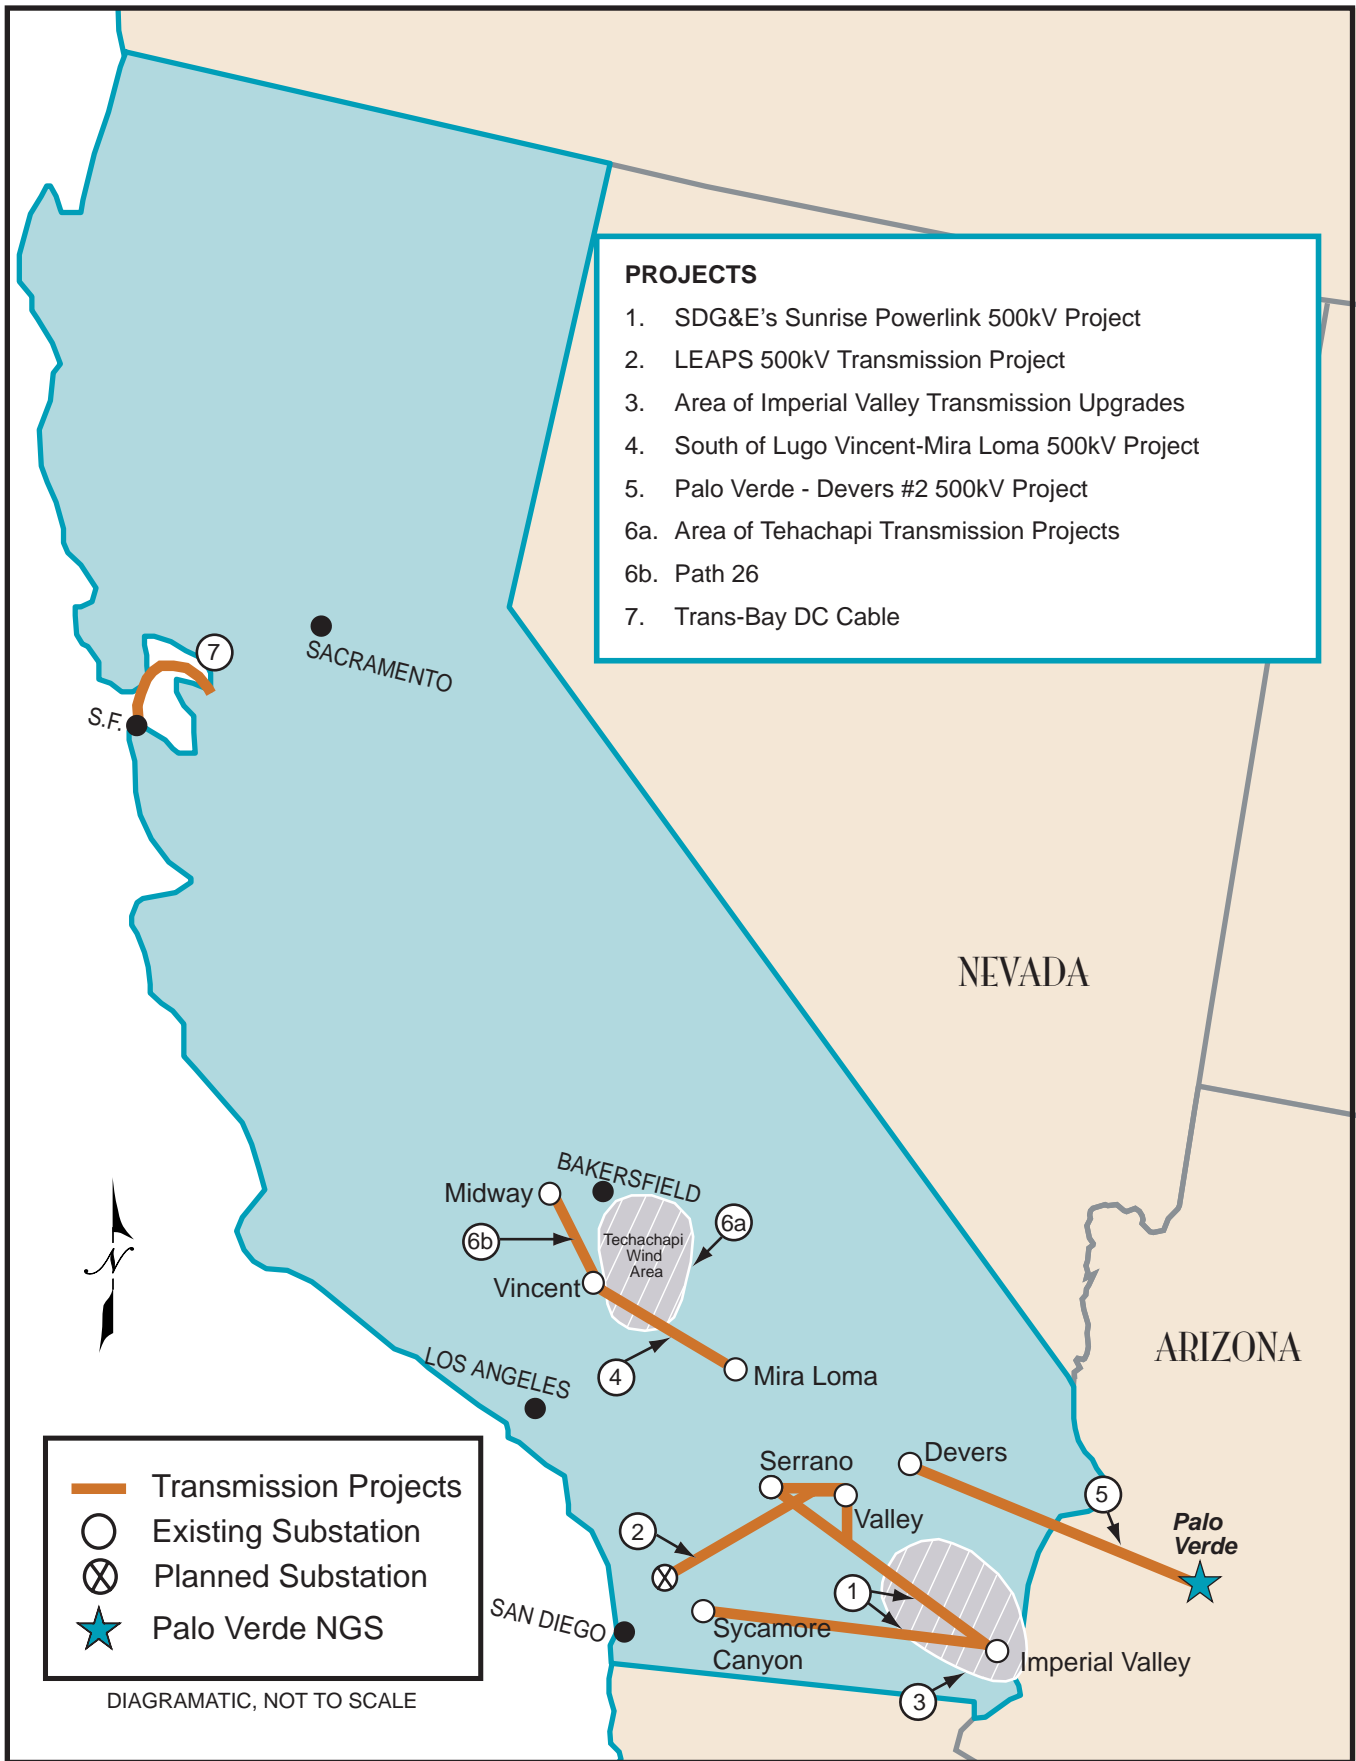 PROJECTS
1. SDG&E's Sunrise Powerlink 500kV Project
2. LEAPS 500kV Transmission Project
3. Area of Imperial Valley Transmission Upgrades
4. South of Lugo Vincent-Mira Loma 500kV Project
5. Palo Verde - Devers #2 500kV Project
6a. Area of Tehachapi Transmission Projects
6b. Path 26
7. Trans-Bay DC Cable
7
SACRAMENTO
S.F.
NEVADA
BAKERSFIELD
Midway
6a
6b
Techachapi
Wind
Area
Vincent
N
ARIZONA
LOS ANGELES
4
Mira Loma
Serrano
Devers
5
Valley
2
Palo
Verde
1
SAN DIEGO
Sycamore
Canyon
Imperial Valley
3
Transmission Projects
Existing Substation
Planned Substation
Palo Verde NGS
DIAGRAMATIC, NOT TO SCALE